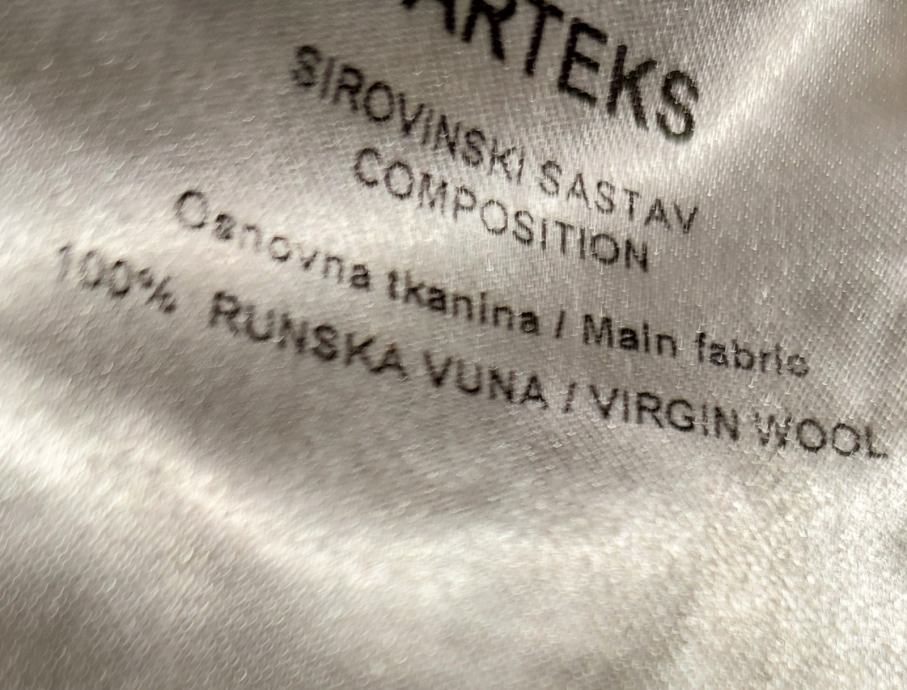 ARTEKS
SIROVINSKI SASTAV
COMPOSITION
Osnovna tkanina / Main fabric
100% RUNSKA VUNA / VIRGIN WOOL